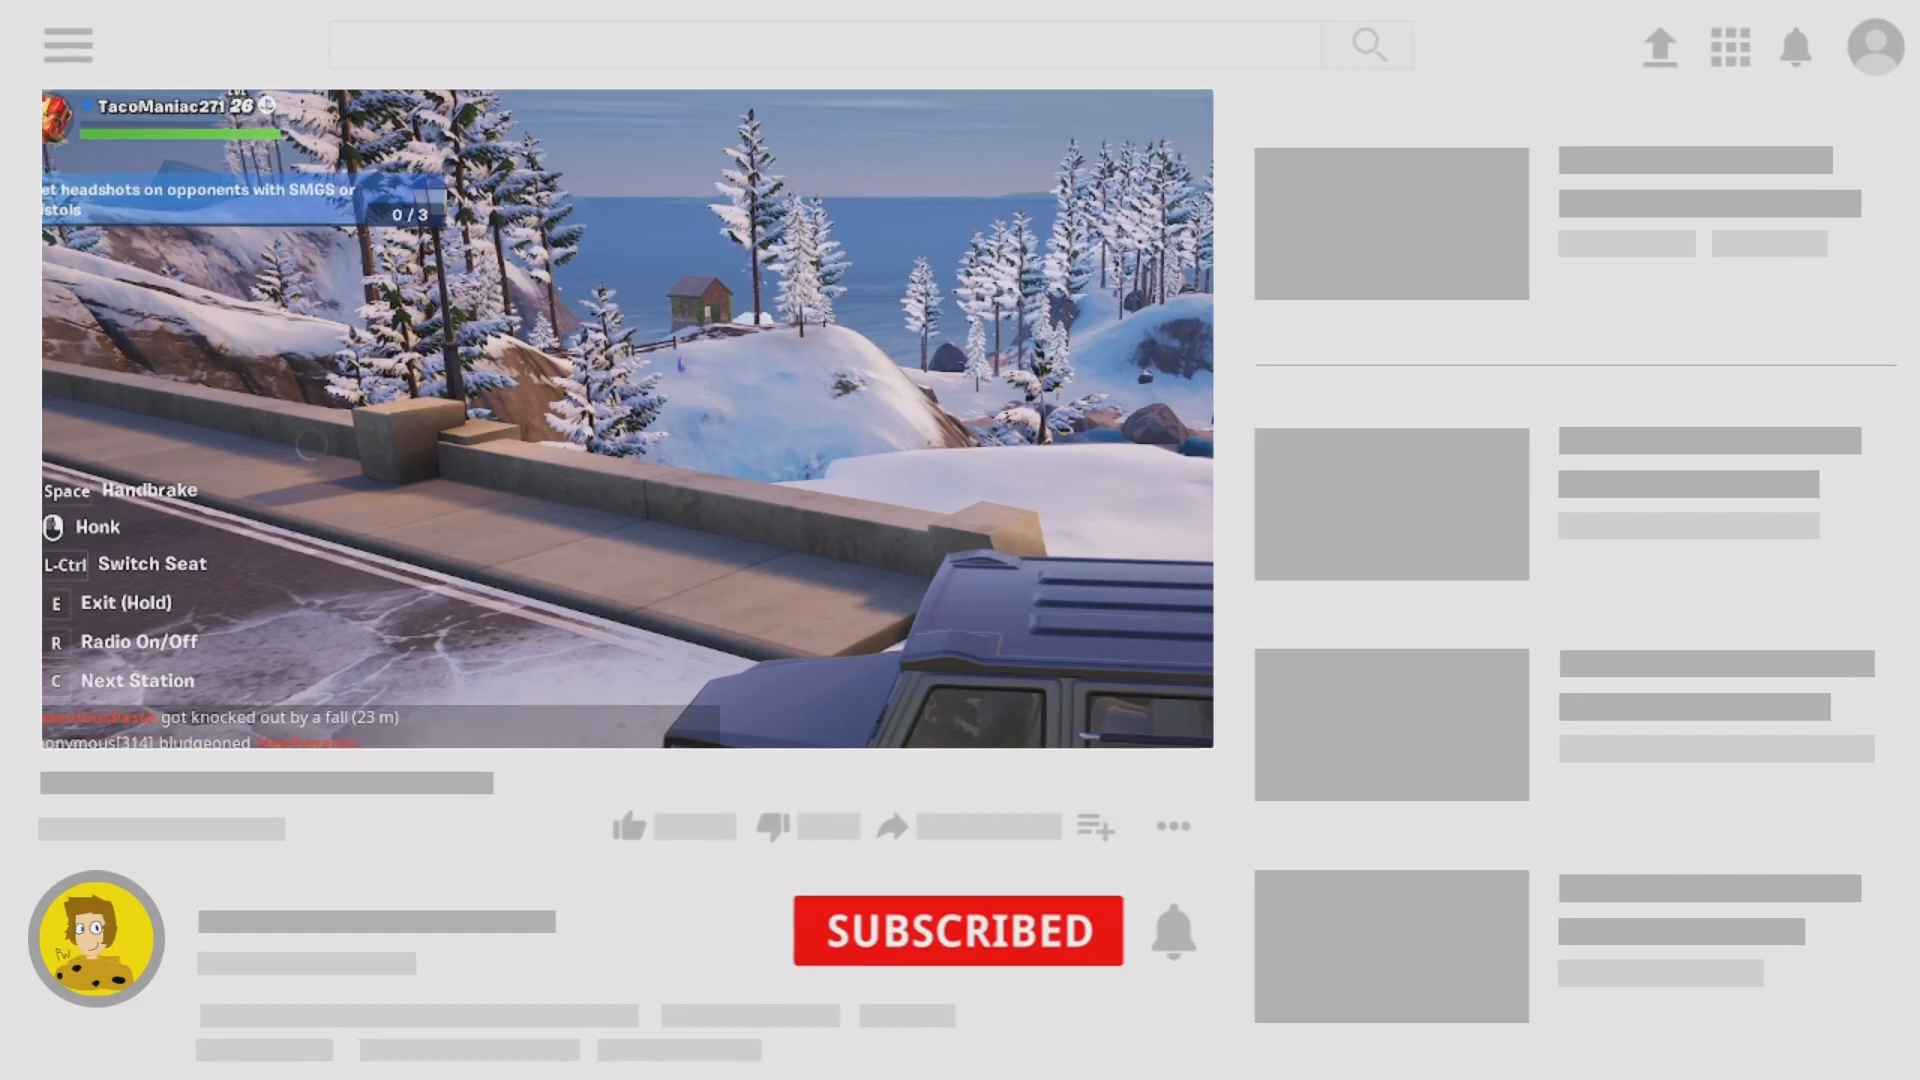 TacoManiac271 26
et headshots on opponents with SMGS or
istols
0 / 3
Space Handbrake
Honk
L-Ctrl Switch Seat
E Exit (Hold)
R Radio On/Off
C Next Station
got knocked out by a fall (23 m)
onymous[314] bludgeoned
SUBSCRIBED